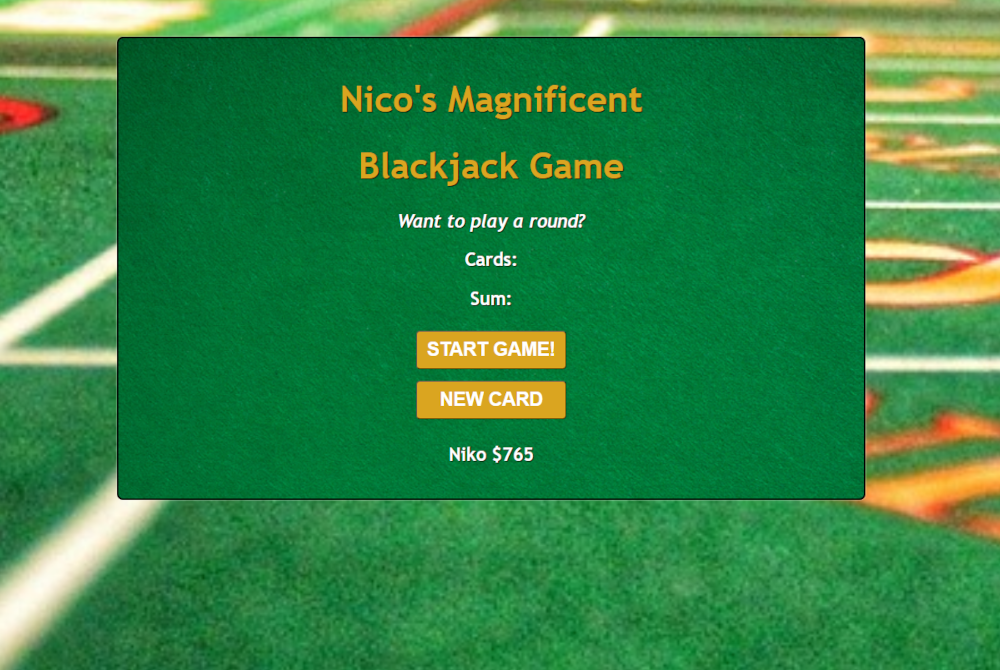 Nico's Magnificent
Blackjack Game
Want to play a round?
Cards:
Sum:
START GAME!
NEW CARD
Niko $765